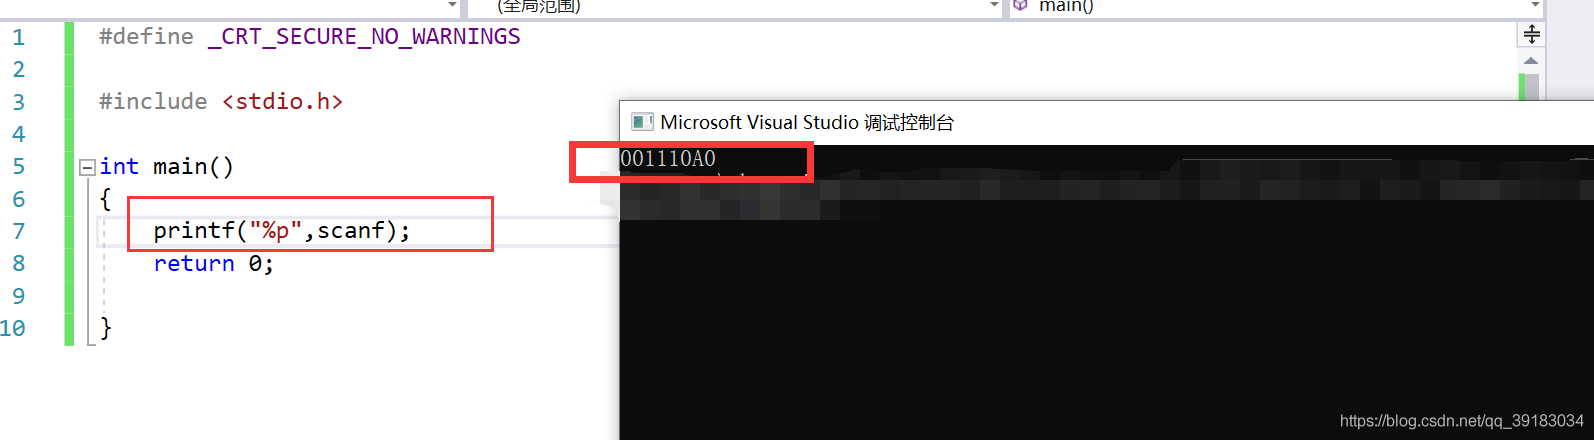 (全局范围)
main()
1 #define _CRT_SECURE_NO_WARNINGS
2
3 #include <stdio.h>
4
5 int main()
6 {
7 printf("%p",scanf);
8 return 0;
9
10 }
Microsoft Visual Studio 调试控制台
001110A0
https://blog.csdn.net/qq_39183034